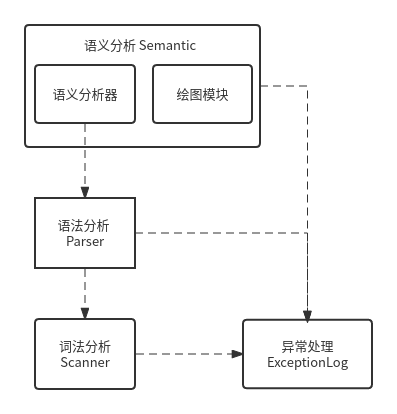 语义分析 Semantic
语义分析器
绘图模块
语法分析
Parser
词法分析
Scanner
异常处理
ExceptionLog